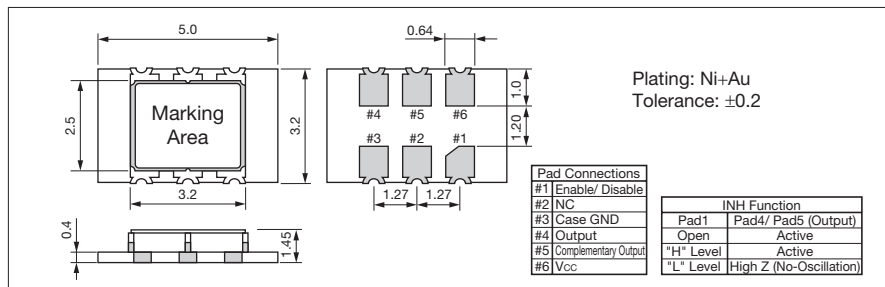 5.0
2.5
Marking
Area
3.2
3.2
0.4
1.45
0.64
1.0
1.20
#4 #5 #6
#3 #2 #1
1.27 1.27
Plating: Ni+Au
Tolerance: ±0.2
Pad Connections
#1 Enable/ Disable
#2 NC
#3 Case GND
#4 Output
#5 Complementary Output
#6 Vcc
INH Function
Pad1 Pad4/ Pad5 (Output)
Open Active
"H" Level Active
"L" Level High Z (No-Oscillation)